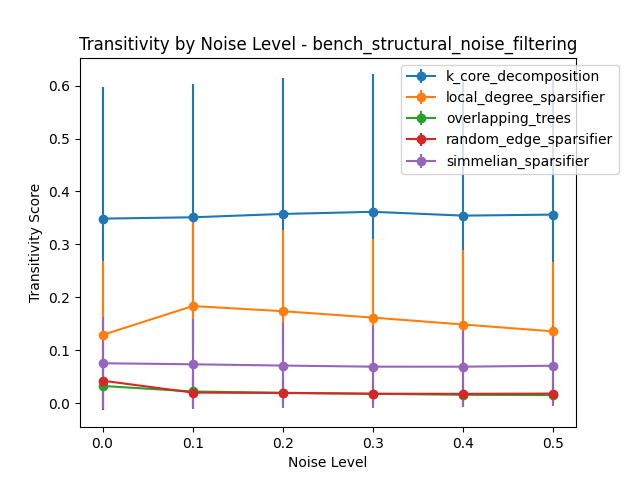 Transitivity by Noise Level - bench_structural_noise_filtering
k_core_decomposition
local_degree_sparsifier
overlapping_trees
random_edge_sparsifier
simmelian_sparsifier
Transitivity Score
0.6
0.5
0.4
0.3
0.2
0.1
0.0
0.0 0.1 0.2 0.3 0.4 0.5
Noise Level